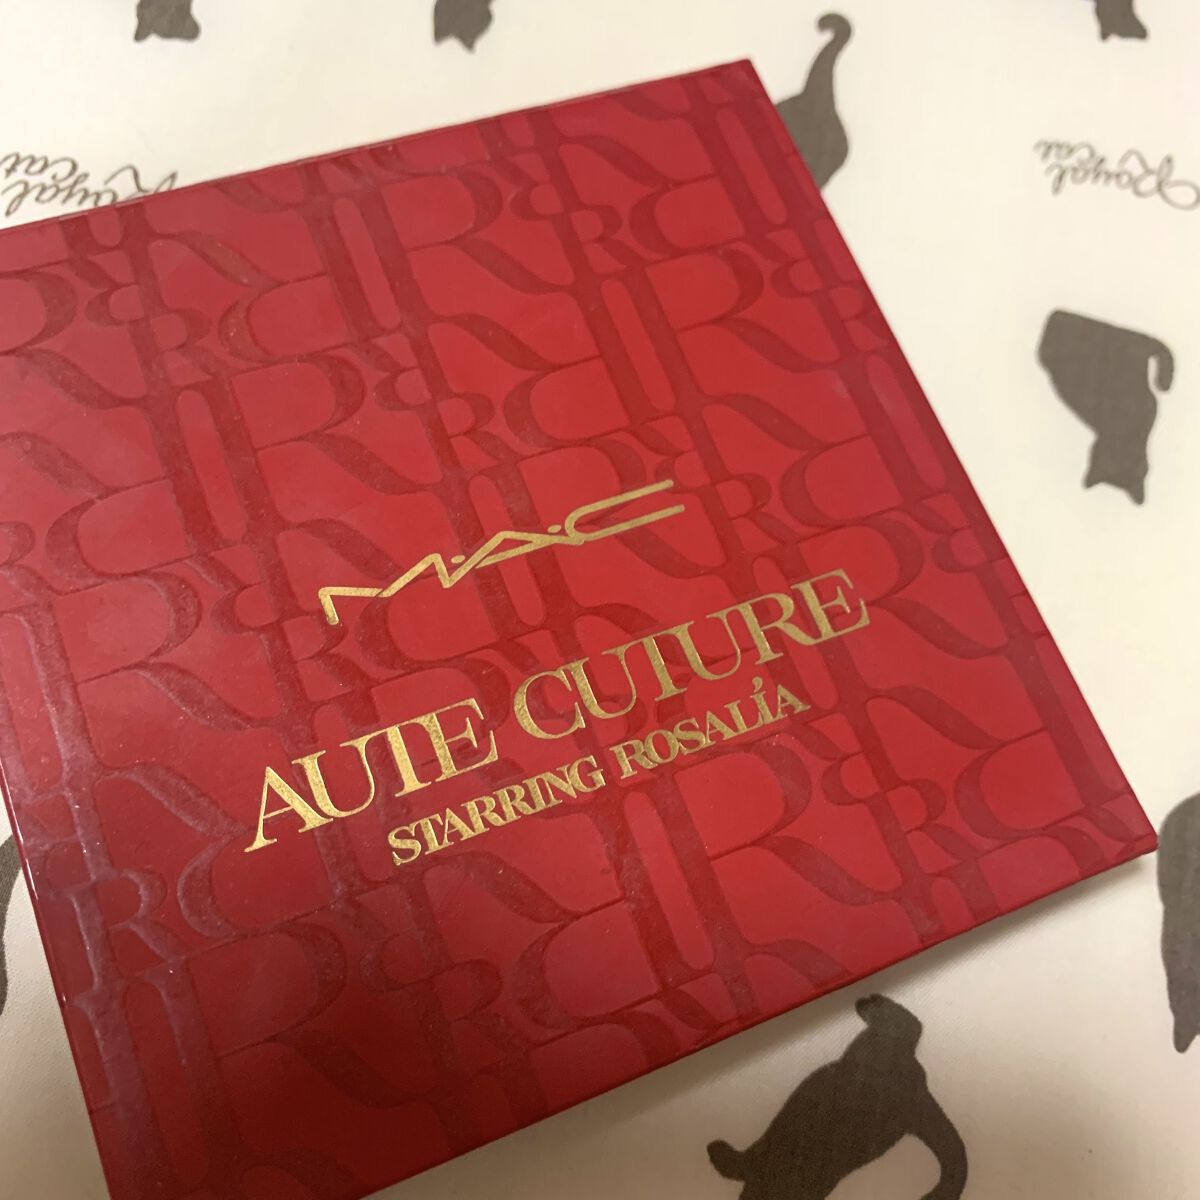 M·A·C
AUTE CUTURE
STARRING ROSALÍA
Royal
cat
Royal
cat